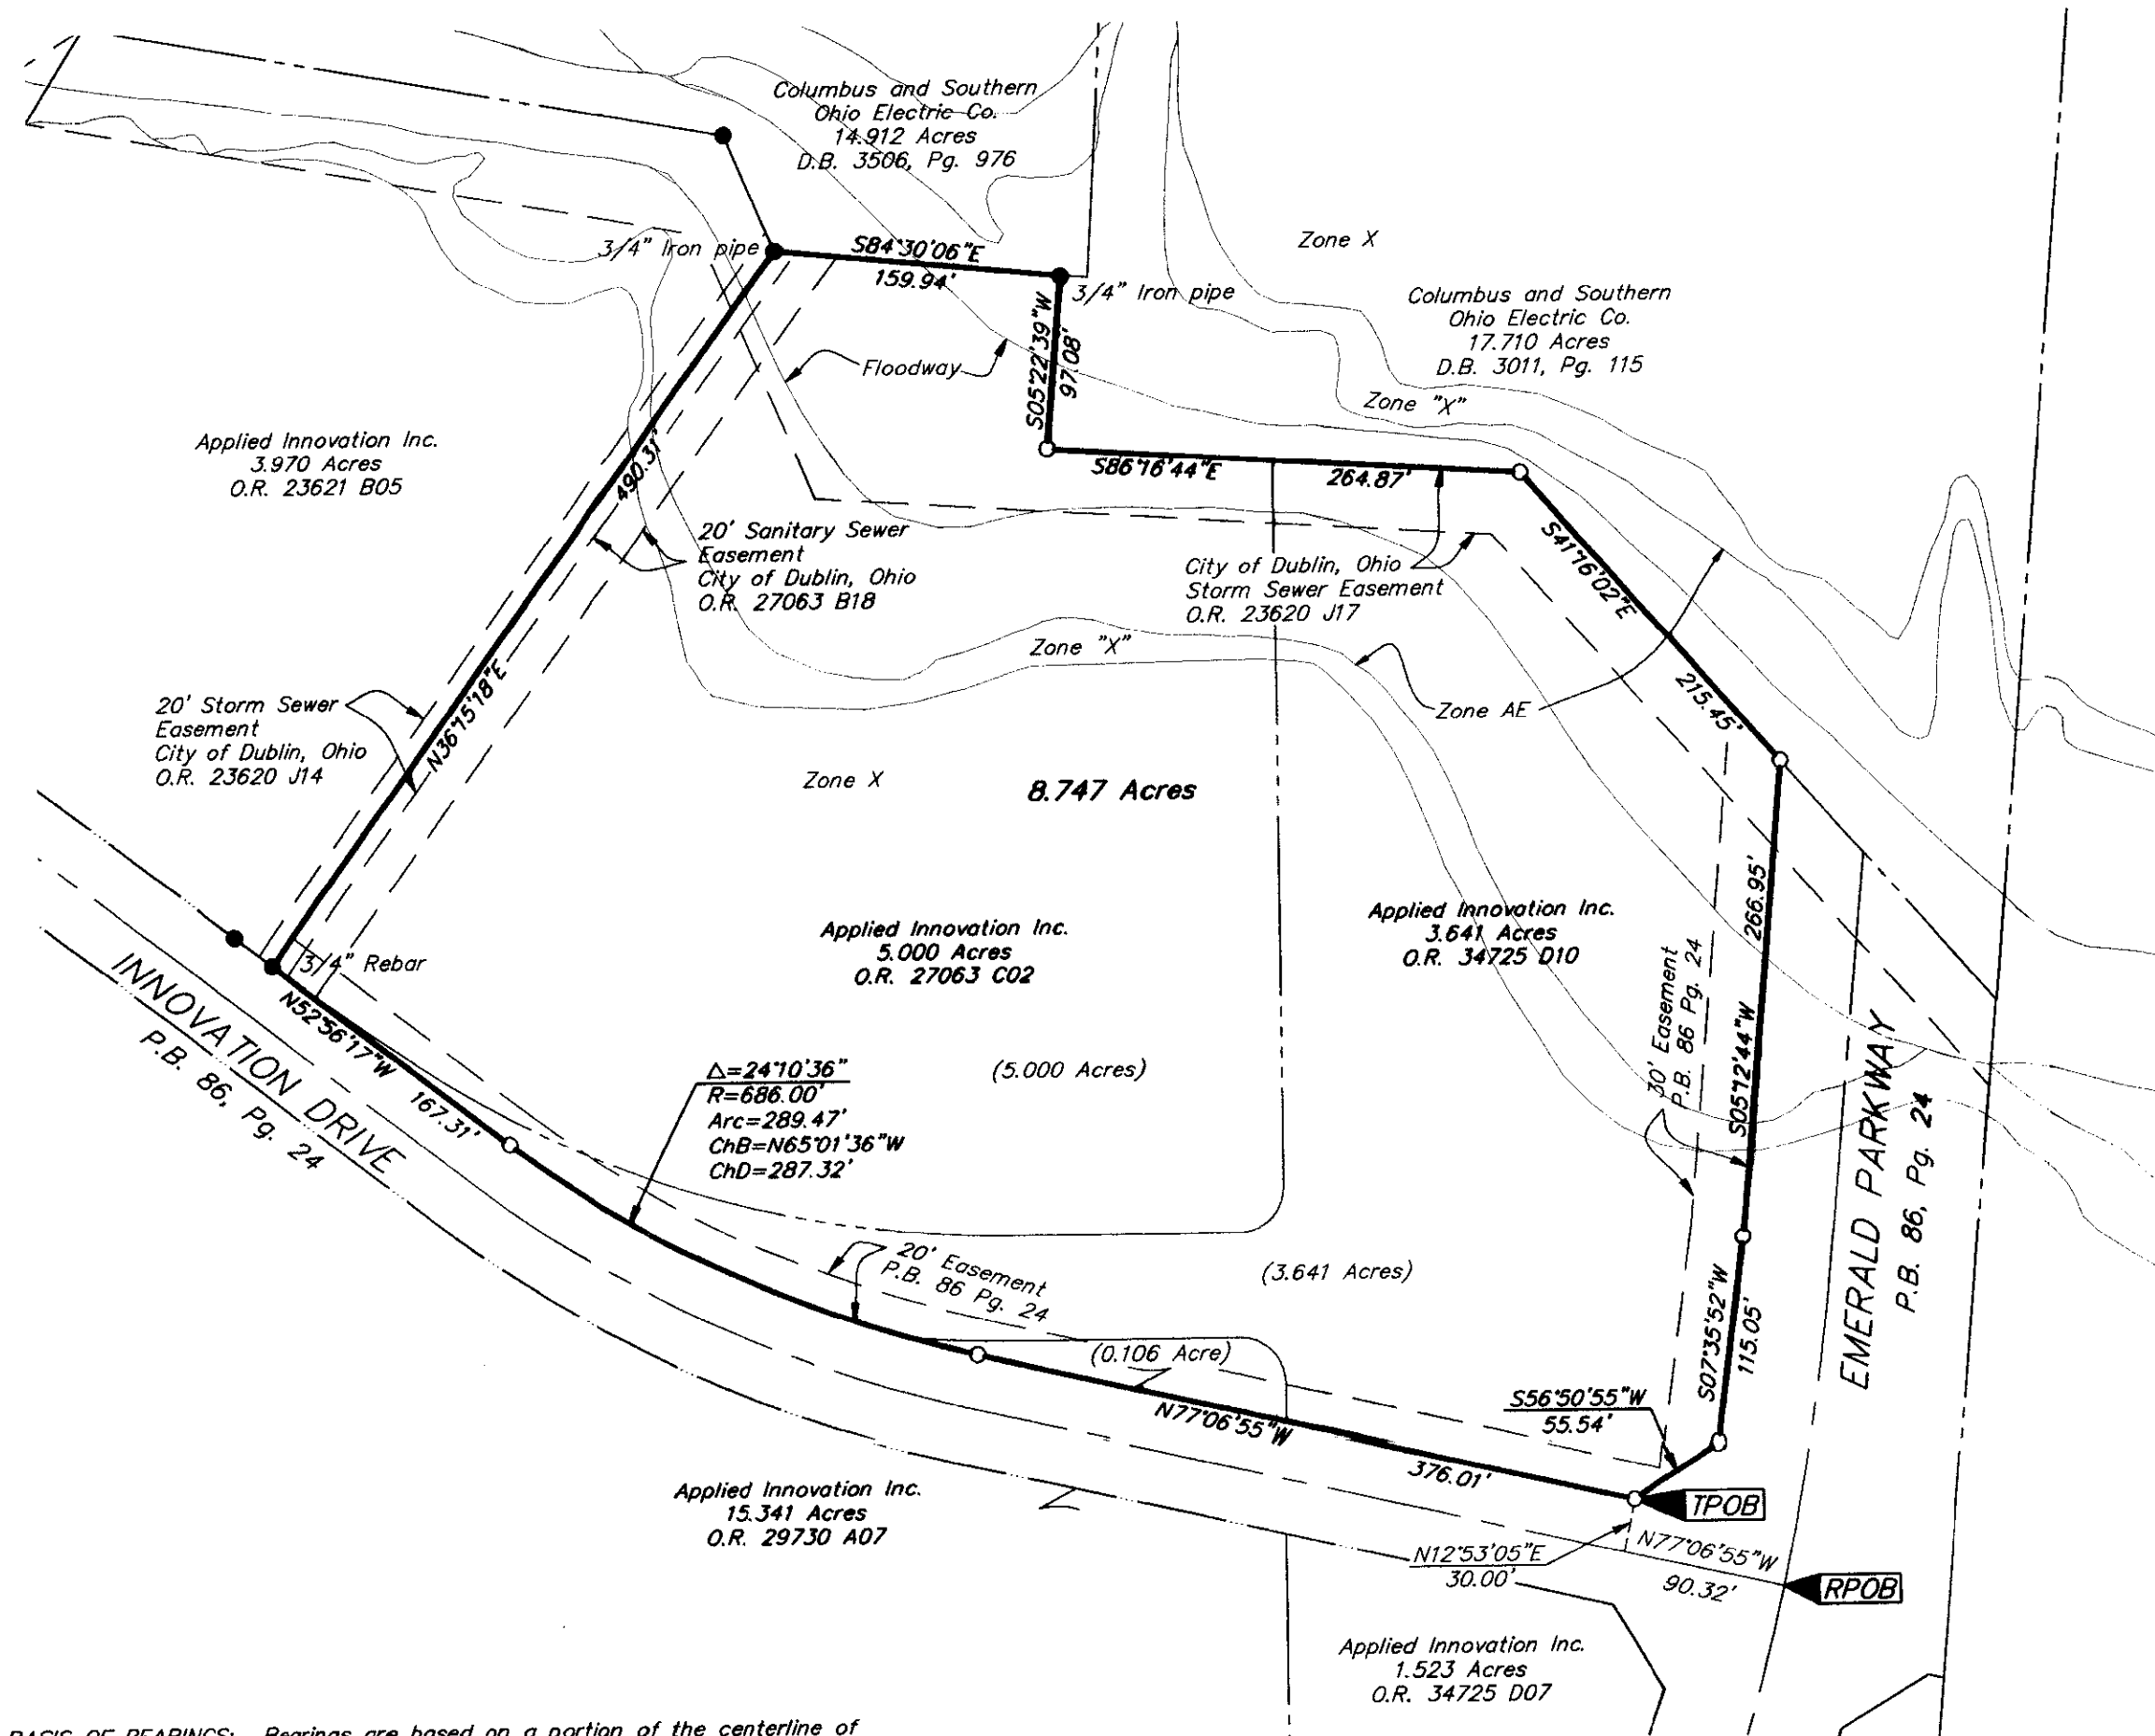 Columbus and Southern
Ohio Electric Co.
14.912 Acres
D.B. 3506, Pg. 976
Zone X
3/4" Iron pipe
S84°30'06"E
159.94'
3/4" Iron pipe
Columbus and Southern
Ohio Electric Co.
17.710 Acres
D.B. 3011, Pg. 115
S05°22'39"W
97.08'
Floodway
Zone "X"
Applied Innovation Inc.
3.970 Acres
O.R. 23621 B05
490.31'
S86°16'44"E
264.87'
20' Sanitary Sewer
Easement
City of Dublin, Ohio
O.R. 27063 B18
City of Dublin, Ohio
Storm Sewer Easement
O.R. 23620 J17
S41°16'02"E
215.45'
Zone "X"
Zone AE
N36°15'18"E
20' Storm Sewer
Easement
City of Dublin, Ohio
O.R. 23620 J14
Zone X
8.747 Acres
266.95'
S05°12'44"W
Applied Innovation Inc.
5.000 Acres
O.R. 27063 C02
Applied Innovation Inc.
3.641 Acres
O.R. 34725 D10
30' Easement
P.B. 86 Pg. 24
3/4" Rebar
INNOVATION DRIVE
P.B. 86, Pg. 24
N52°56'17"W
167.31'
Δ=24°10'36"
R=686.00'
Arc=289.47'
ChB=N65°01'36"W
ChD=287.32'
(5.000 Acres)
EMERALD PARKWAY
P.B. 86, Pg. 24
20' Easement
P.B. 86 Pg. 24
(3.641 Acres)
S07°35'52"W
115.05'
(0.106 Acre)
N77°06'55"W
376.01'
S56°50'55"W
55.54'
TPOB
Applied Innovation Inc.
15.341 Acres
O.R. 29730 A07
N12°53'05"E
30.00'
N77°06'55"W
90.32'
RPOB
Applied Innovation Inc.
1.523 Acres
O.R. 34725 D07
BASIS OF BEARINGS: Bearings are based on a portion of the centerline of